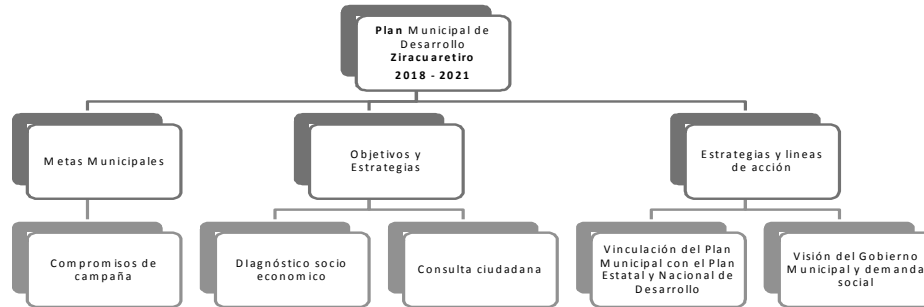 Plan Municipal de
Desarrollo
Ziracuaretiro
2018 - 2021
Metas Municipales
Objetivos y
Estrategias
Estrategias y lineas
de acción
Compromisos de
campaña
DIagnóstico socio
economico
Consulta ciudadana
Vinculación del Plan
Municipal con el Plan
Estatal y Nacional de
Desarrollo
Visión del Gobierno
Municipal y demanda
social